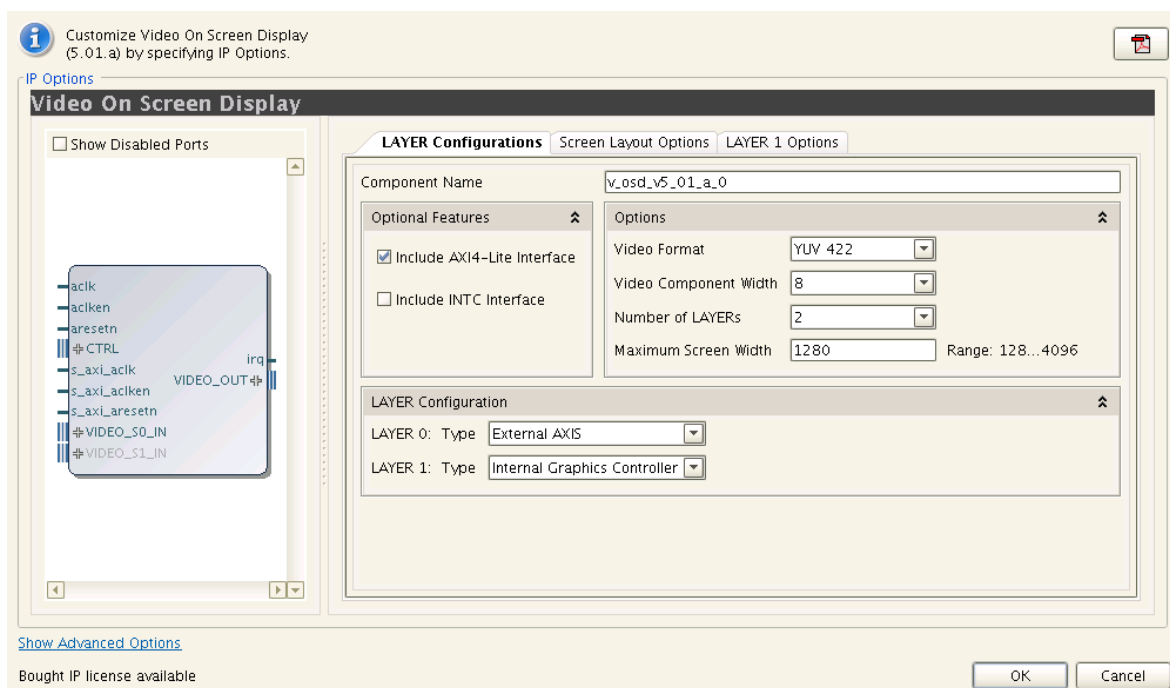 Customize Video On Screen Display
(5.01.a) by specifying IP Options.
IP Options
Video On Screen Display
Show Disabled Ports
aclk
aclken
aresetn
CTRL
s_axi_aclk
s_axi_aclken
s_axi_aresetn
VIDEO_S0_IN
VIDEO_S1_IN
irq
VIDEO_OUT
LAYER Configurations Screen Layout Options LAYER 1 Options
Component Name v_osd_v5_01_a_0
Optional Features
Include AXI4-Lite Interface
Include INTC Interface
Options
Video Format YUV 422
Video Component Width 8
Number of LAYERs 2
Maximum Screen Width 1280 Range: 128...4096
LAYER Configuration
LAYER 0: Type External AXIS
LAYER 1: Type Internal Graphics Controller
Show Advanced Options
Bought IP license available
OK Cancel